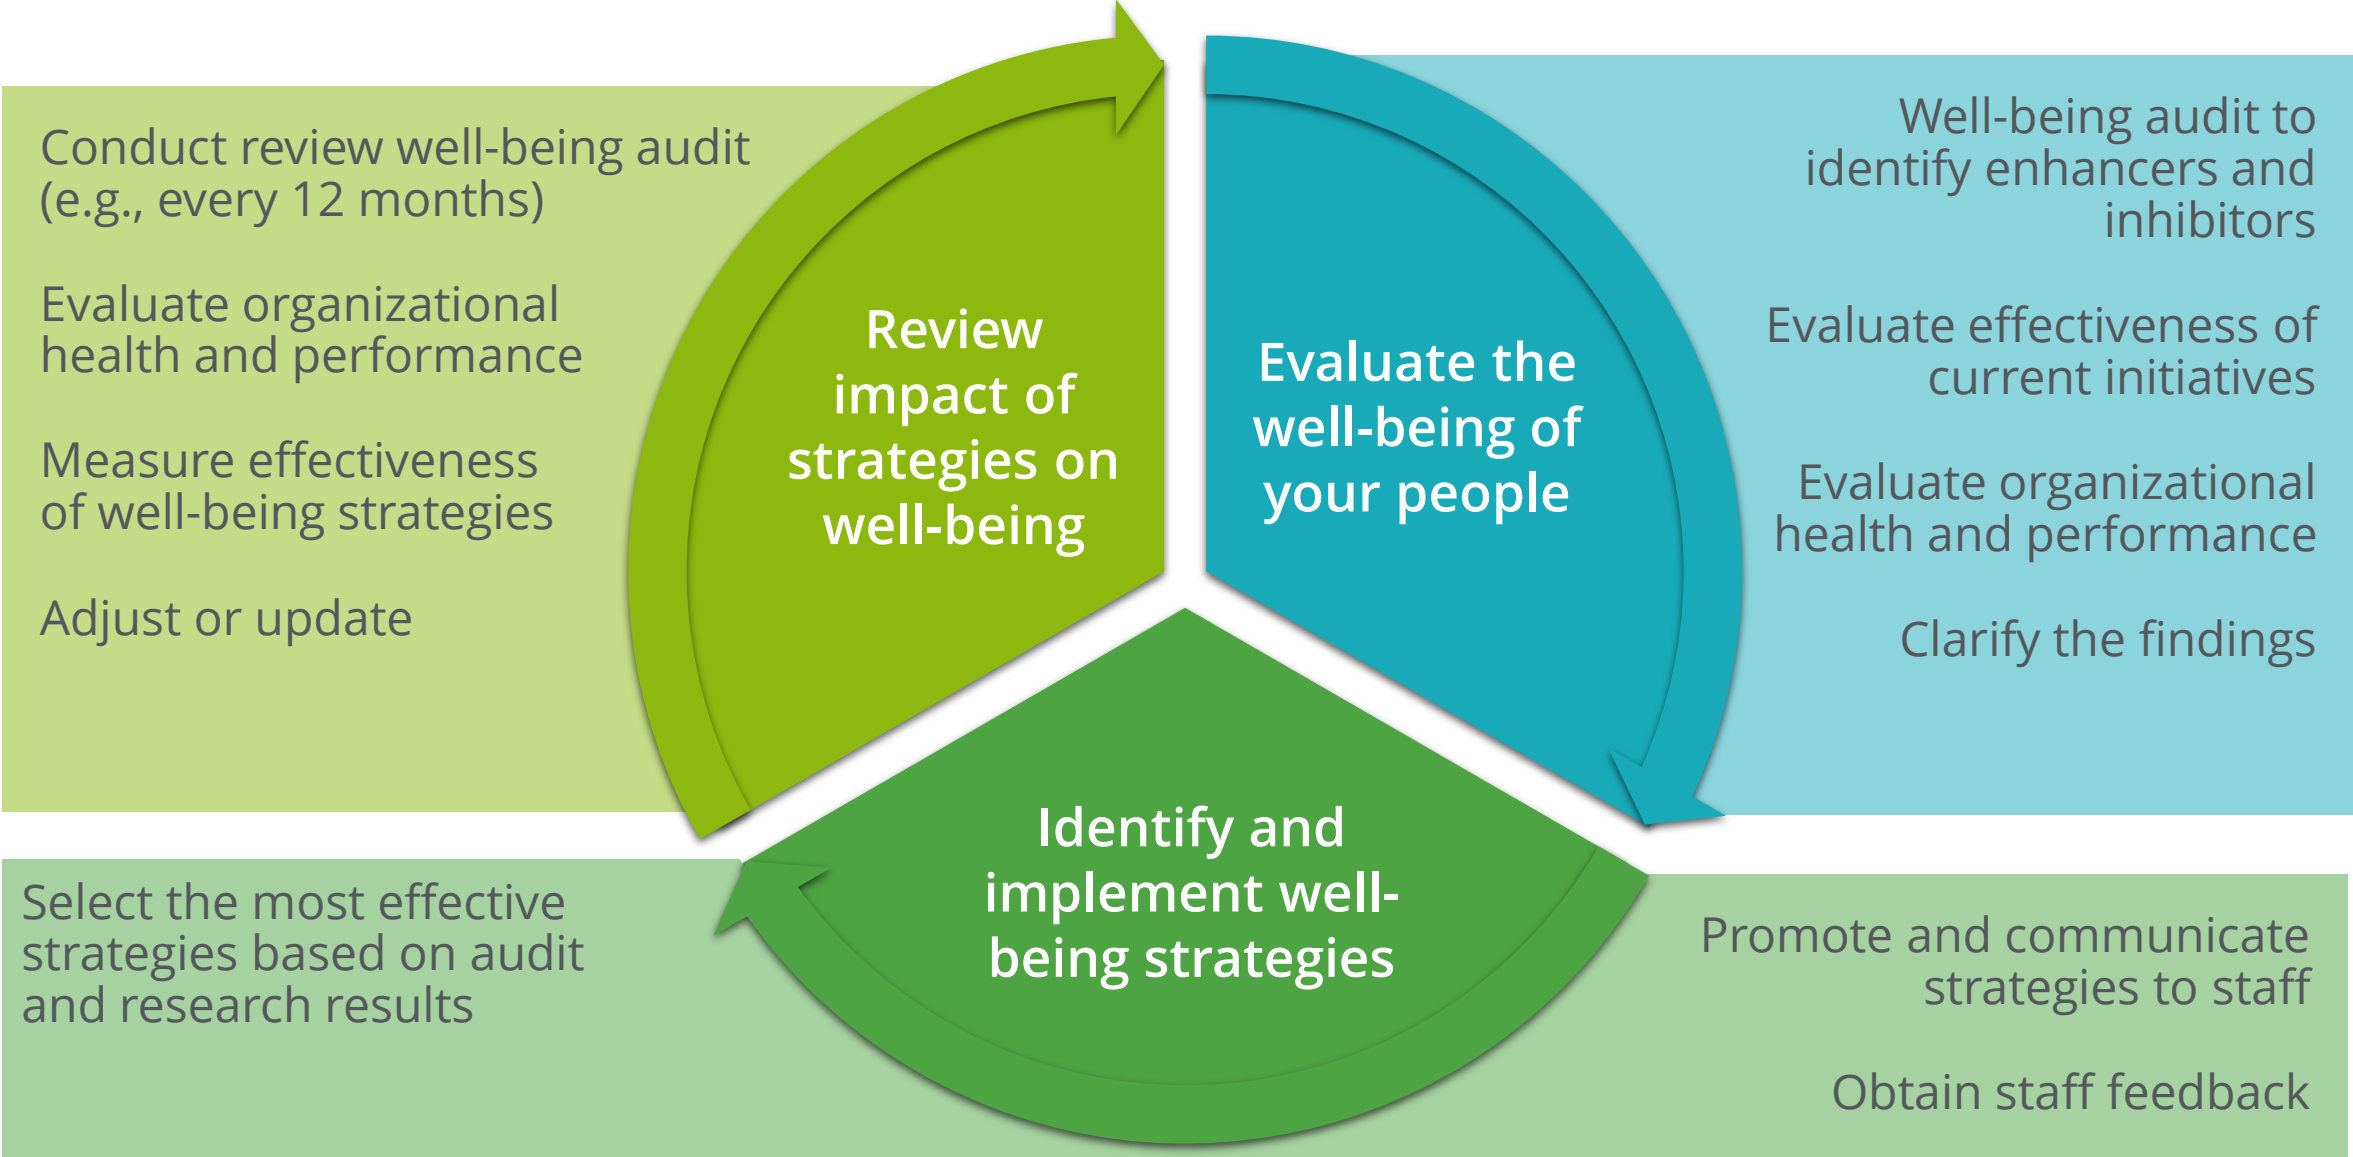 Conduct review well-being audit
(e.g., every 12 months)
Evaluate organizational
health and performance
Measure effectiveness
of well-being strategies
Adjust or update
Review
impact of
strategies on
well-being
Evaluate the
well-being of
your people
Well-being audit to
identify enhancers and
inhibitors
Evaluate effectiveness of
current initiatives
Evaluate organizational
health and performance
Clarify the findings
Select the most effective
strategies based on audit
and research results
Identify and
implement well-
being strategies
Promote and communicate
strategies to staff
Obtain staff feedback